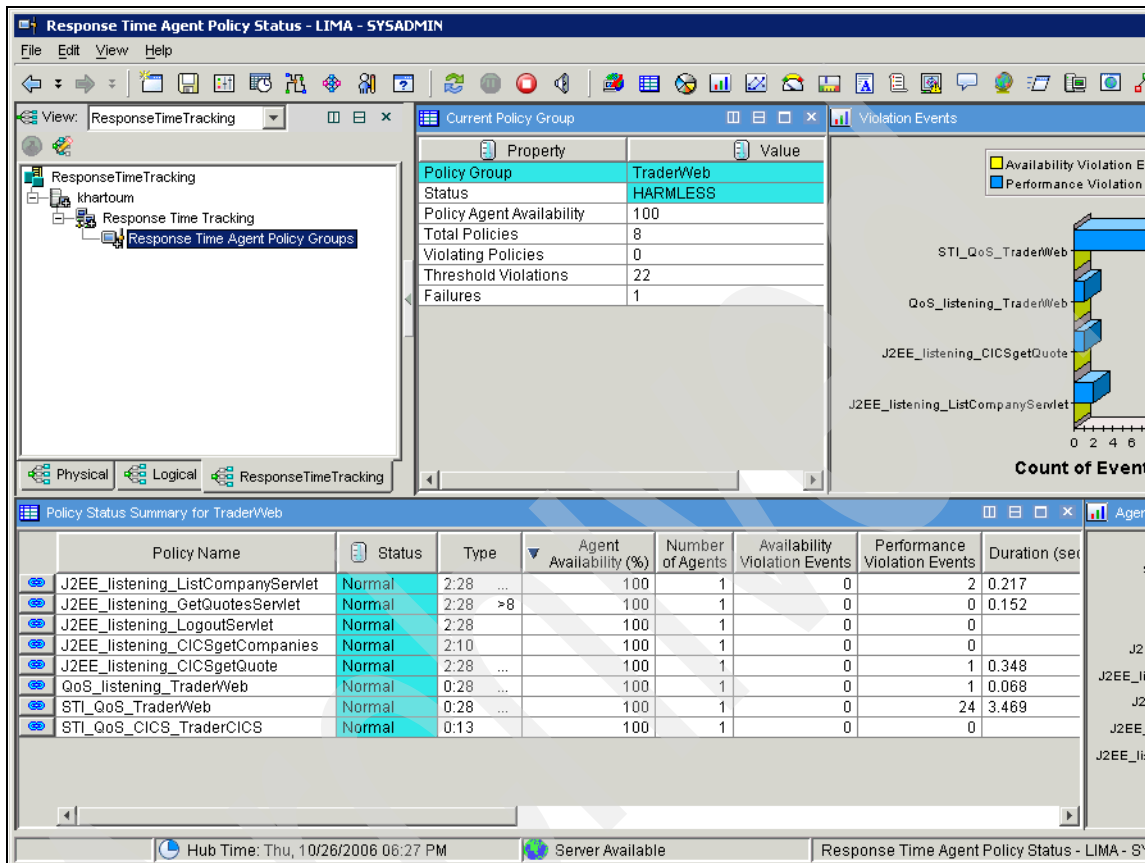 Response Time Agent Policy Status - LIMA - SYSADMIN
File Edit View Help
View: ResponseTimeTracking
ResponseTimeTracking
khartoum
Response Time Tracking
Response Time Agent Policy Groups
Physical Logical ResponseTimeTracking
Current Policy Group
Property Value
Policy Group TraderWeb
Status HARMLESS
Policy Agent Availability 100
Total Policies 8
Violating Policies 0
Threshold Violations 22
Failures 1
Violation Events
Availability Violation E
Performance Violation
STI_QoS_TraderWeb
QoS_listening_TraderWeb
J2EE_listening_CICSgetQuote
J2EE_listening_ListCompanyServlet
0 2 4 6
Count of Event
Policy Status Summary for TraderWeb
Policy Name Status Type Agent Availability (%) Number of Agents Availability Violation Events Performance Violation Events Duration (sec
J2EE_listening_ListCompanyServlet Normal 2:28 ... 100 1 0 2 0.217
J2EE_listening_GetQuotesServlet Normal 2:28 >8 100 1 0 0 0.152
J2EE_listening_LogoutServlet Normal 2:28 100 1 0 0
J2EE_listening_CICSgetCompanies Normal 2:10 100 1 0 0
J2EE_listening_CICSgetQuote Normal 2:28 ... 100 1 0 1 0.348
QoS_listening_TraderWeb Normal 0:28 ... 100 1 0 1 0.068
STI_QoS_TraderWeb Normal 0:28 ... 100 1 0 24 3.469
STI_QoS_CICS_TraderCICS Normal 0:13 100 1 0 0
Agen
J2
J2EE_li
J2
J2EE_
J2EE_lis
Hub Time: Thu, 10/26/2006 06:27 PM Server Available Response Time Agent Policy Status - LIMA - SY